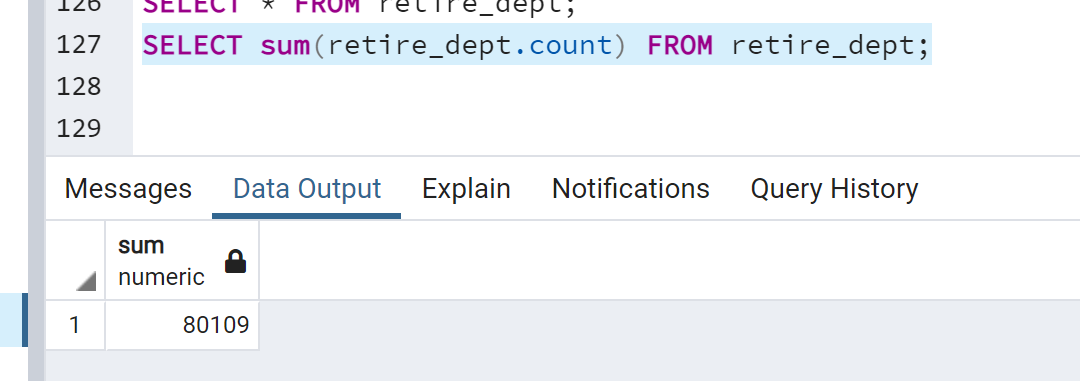 126 SELECT * FROM retire_dept;
127 SELECT sum(retire_dept.count) FROM retire_dept;
128
129
Messages Data Output Explain Notifications Query History
sum
numeric
1 80109